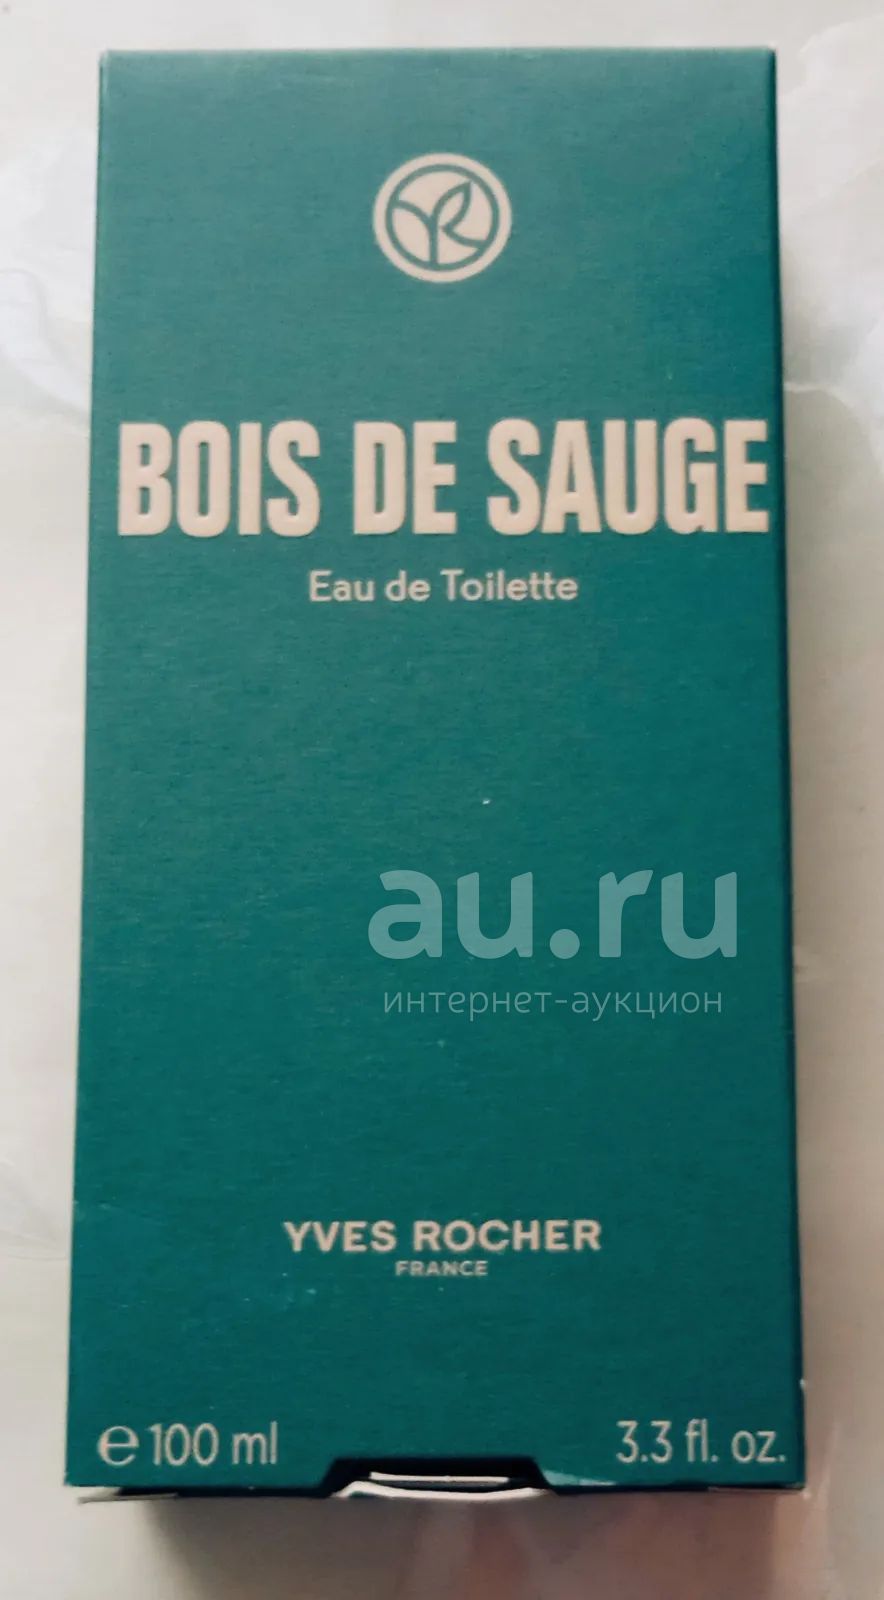 BOIS DE SAUGE
Eau de Toilette
au.ru
интернет-аукцион
YVES ROCHER
FRANCE
℮ 100 ml
3.3 fl. oz.